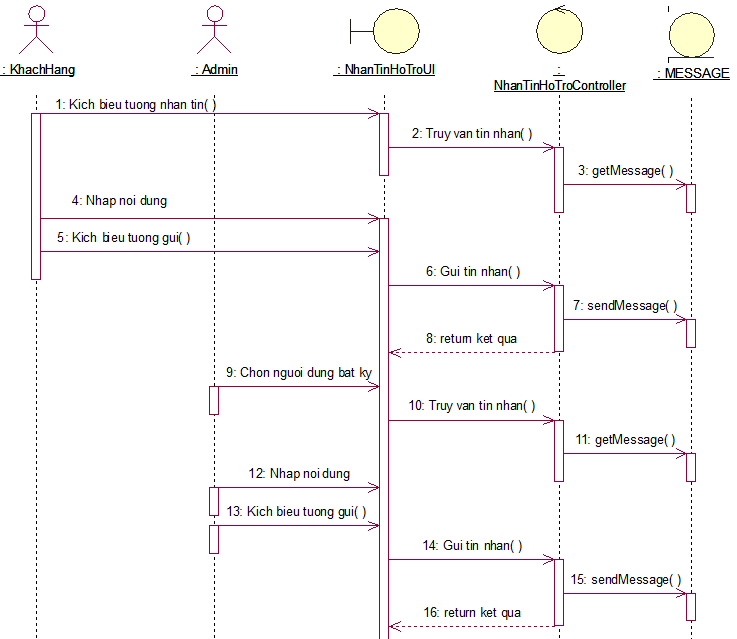 : KhachHang
: Admin
: NhanTinHoTroUI
:
NhanTinHoTroController
: MESSAGE
1: Kich bieu tuong nhan tin( )
2: Truy van tin nhan( )
3: getMessage( )
4: Nhap noi dung
5: Kich bieu tuong gui( )
6: Gui tin nhan( )
7: sendMessage( )
8: return ket qua
9: Chon nguoi dung bat ky
10: Truy van tin nhan( )
11: getMessage( )
12: Nhap noi dung
13: Kich bieu tuong gui( )
14: Gui tin nhan( )
15: sendMessage( )
16: return ket qua